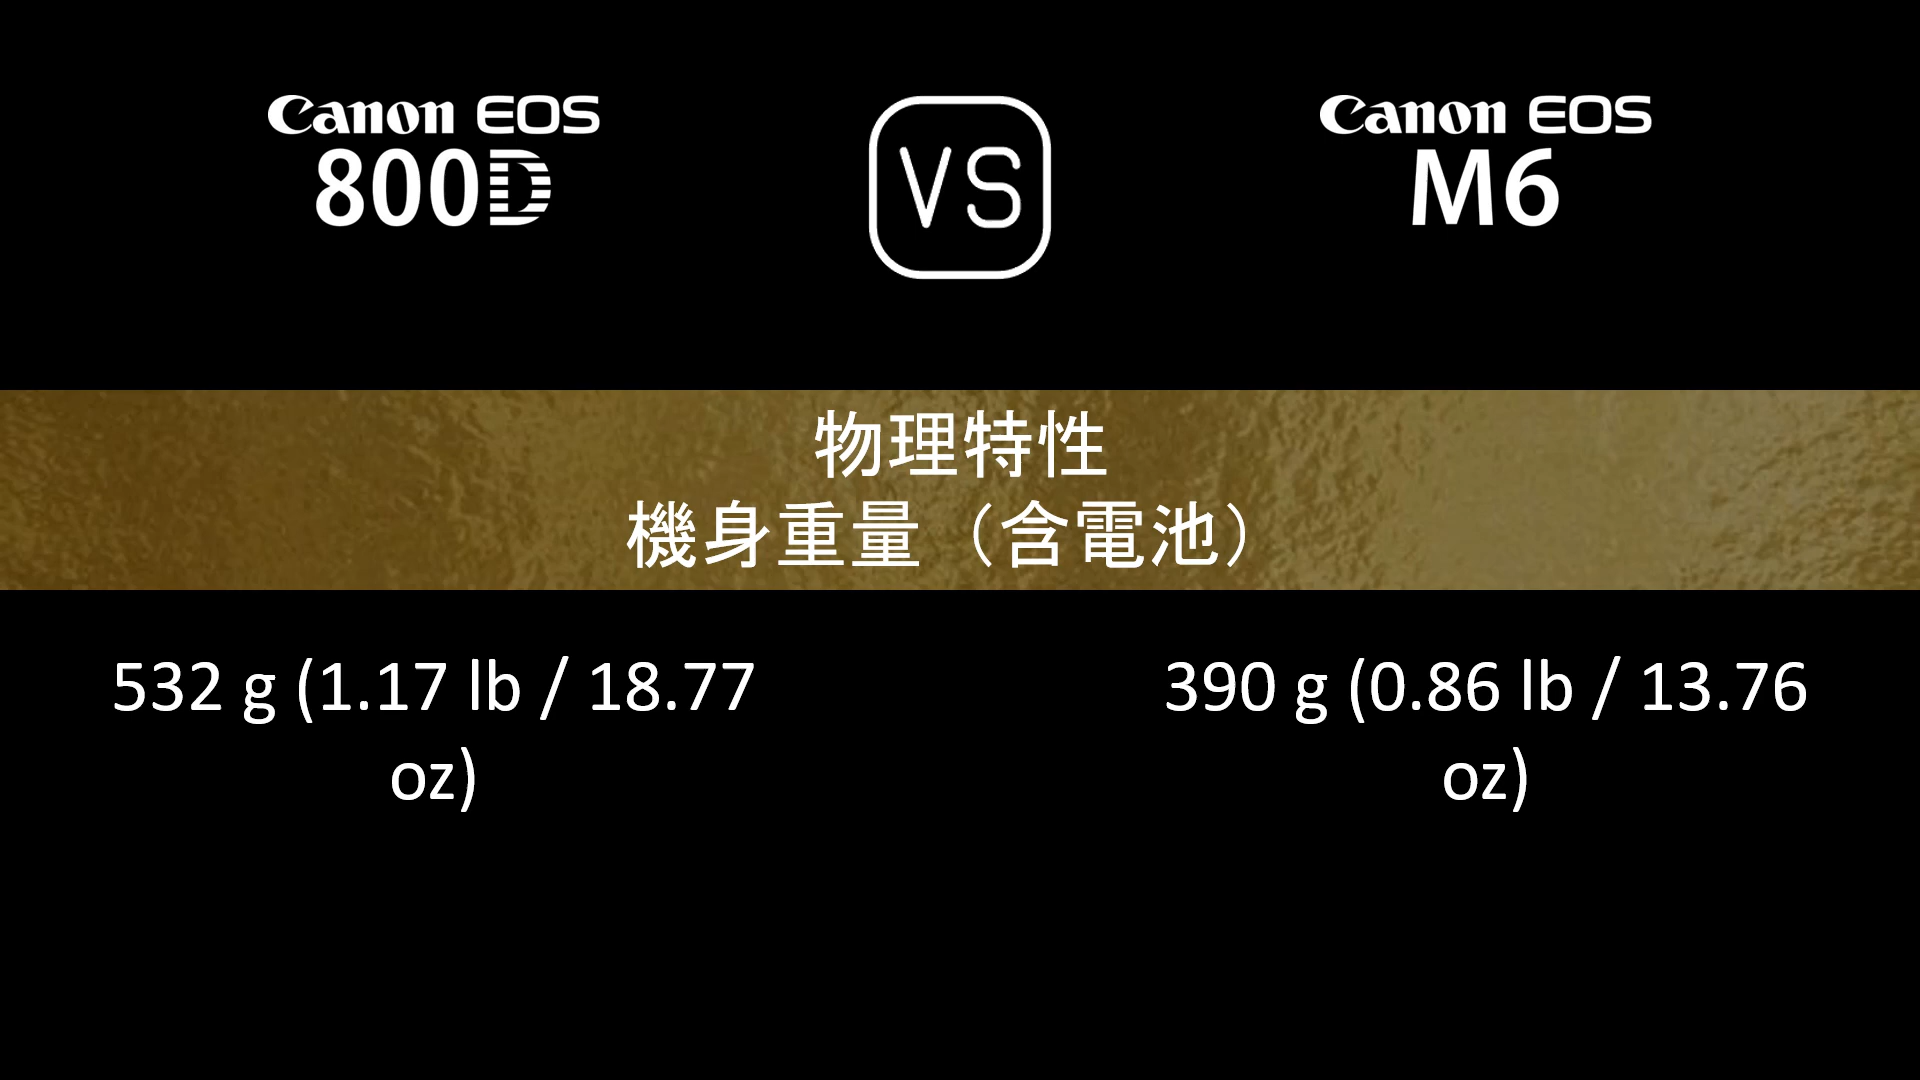 Canon EOS
800D
VS
Canon EOS
M6
物理特性
機身重量（含電池）
532 g (1.17 lb / 18.77
oz)
390 g (0.86 lb / 13.76
oz)